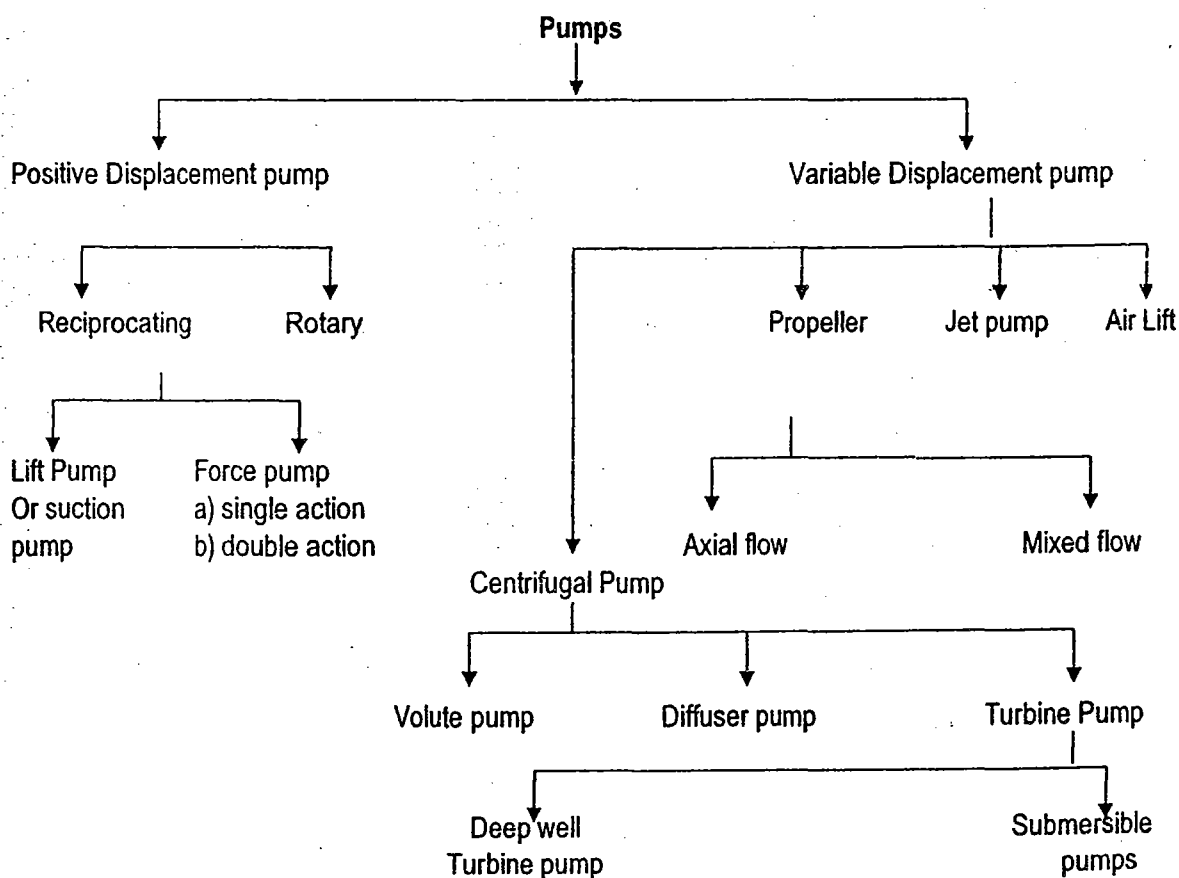 Pumps
Positive Displacement pump
Variable Displacement pump
Reciprocating
Rotary
Propeller
Jet pump
Air Lift
Lift Pump
Or suction
pump
Force pump
a) single action
b) double action
Axial flow
Mixed flow
Centrifugal Pump
Volute pump
Diffuser pump
Turbine Pump
Deep well
Turbine pump
Submersible
pumps